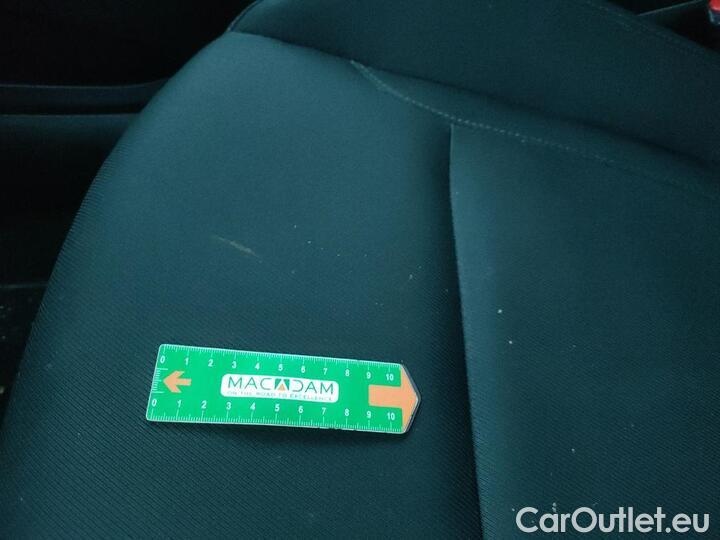 0 1 2 3 4 5 6 7 8 9 10
MACADAM
ON THE ROAD TO EXCELLENCE
0 1 2 3 4 5 6 7 8 9 10
CarOutlet.eu